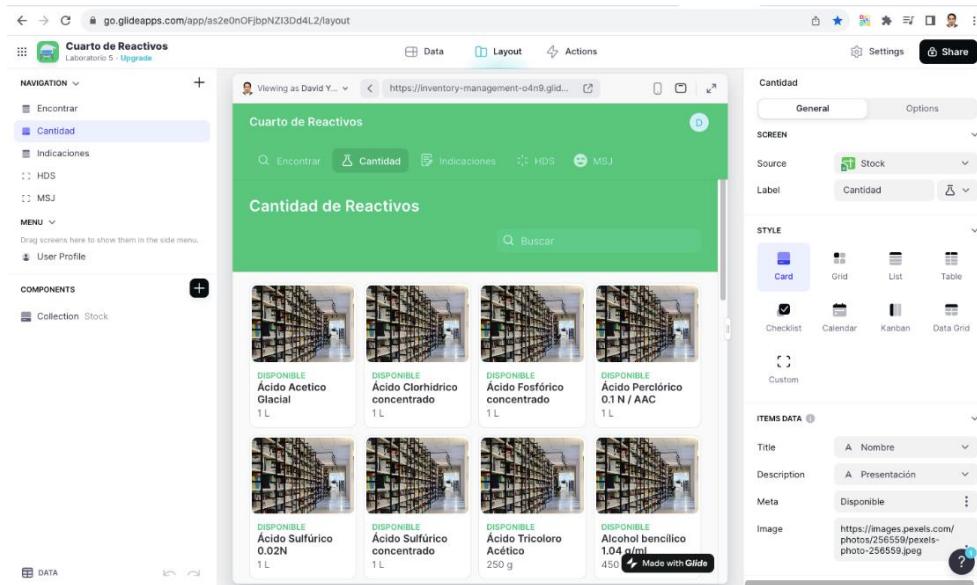 go.glideapps.com/app/as2e0nOFjbpNZI3Dd4L2/layout
Cuarto de Reactivos
Laboratorio 5 - Upgrade
Data
Layout
Actions
Settings
Share
NAVIGATION
Encontrar
Cantidad
Indicaciones
HDS
MSJ
MENU
Drag screens here to show them in the side menu.
User Profile
COMPONENTS
Collection Stock
DATA
Viewing as David Y...
https://inventory-management-o4n9.glid...
Cuarto de Reactivos
D
Encontrar
Cantidad
Indicaciones
HDS
MSJ
Cantidad de Reactivos
Buscar
DISPONIBLE
Ácido Acetico
Glacial
1 L
DISPONIBLE
Ácido Clorhidrico
concentrado
1 L
DISPONIBLE
Ácido Fosfórico
concentrado
1 L
DISPONIBLE
Ácido Perclórico
0.1 N / AAC
1 L
DISPONIBLE
Ácido Sulfúrico
0.02N
1 L
DISPONIBLE
Ácido Sulfúrico
concentrado
1 L
DISPONIBLE
Ácido Tricoloro
Acético
250 g
DISPONIBLE
Alcohol bencílico
1.04 g/ml
450
Made with Glide
Cantidad
General
Options
SCREEN
Source
Stock
Label
Cantidad
STYLE
Card
Grid
List
Table
Checklist
Calendar
Kanban
Data Grid
Custom
ITEMS DATA
Title
A Nombre
Description
A Presentación
Meta
Disponible
Image
https://images.pexels.com/
photos/256559/pexels-
photo-256559.jpeg
?
1